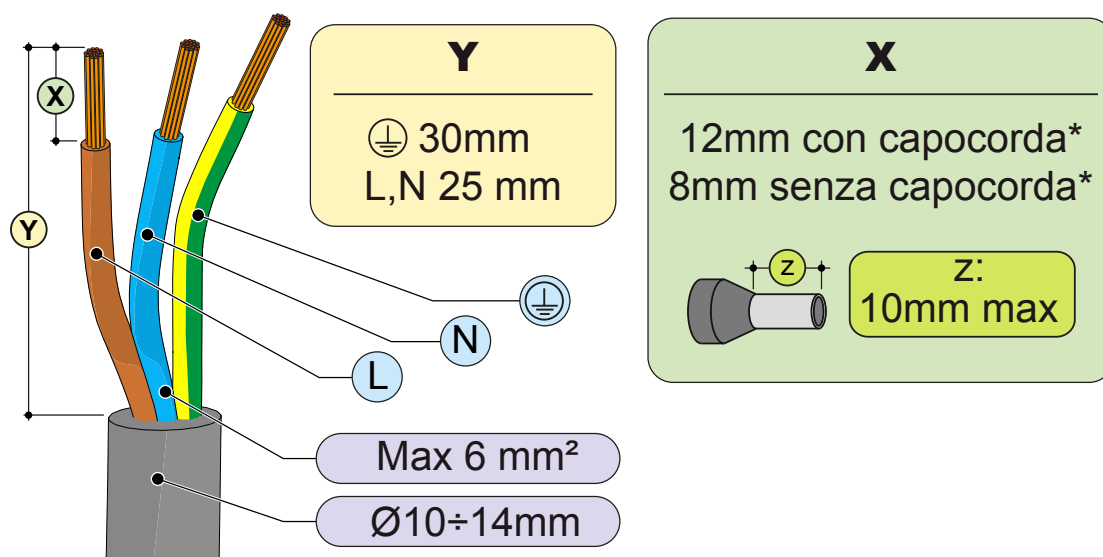 X
Y
Y
⏚ 30mm
L,N 25 mm
N
L
Max 6 mm²
Ø10÷14mm
X
12mm con capocorda*
8mm senza capocorda*
z
z:
10mm max